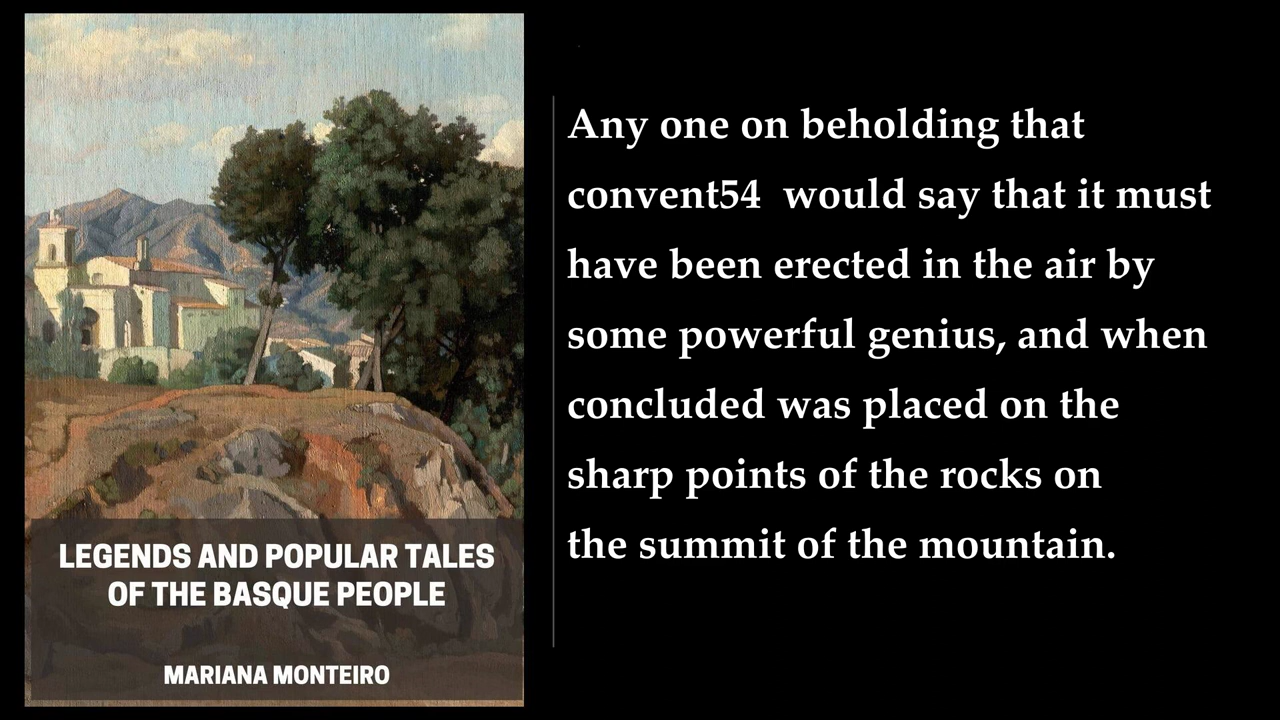 LEGENDS AND POPULAR TALES
OF THE BASQUE PEOPLE
MARIANA MONTEIRO
Any one on beholding that
convent54  would say that it must
have been erected in the air by
some powerful genius, and when
concluded was placed on the
sharp points of the rocks on
the summit of the mountain.